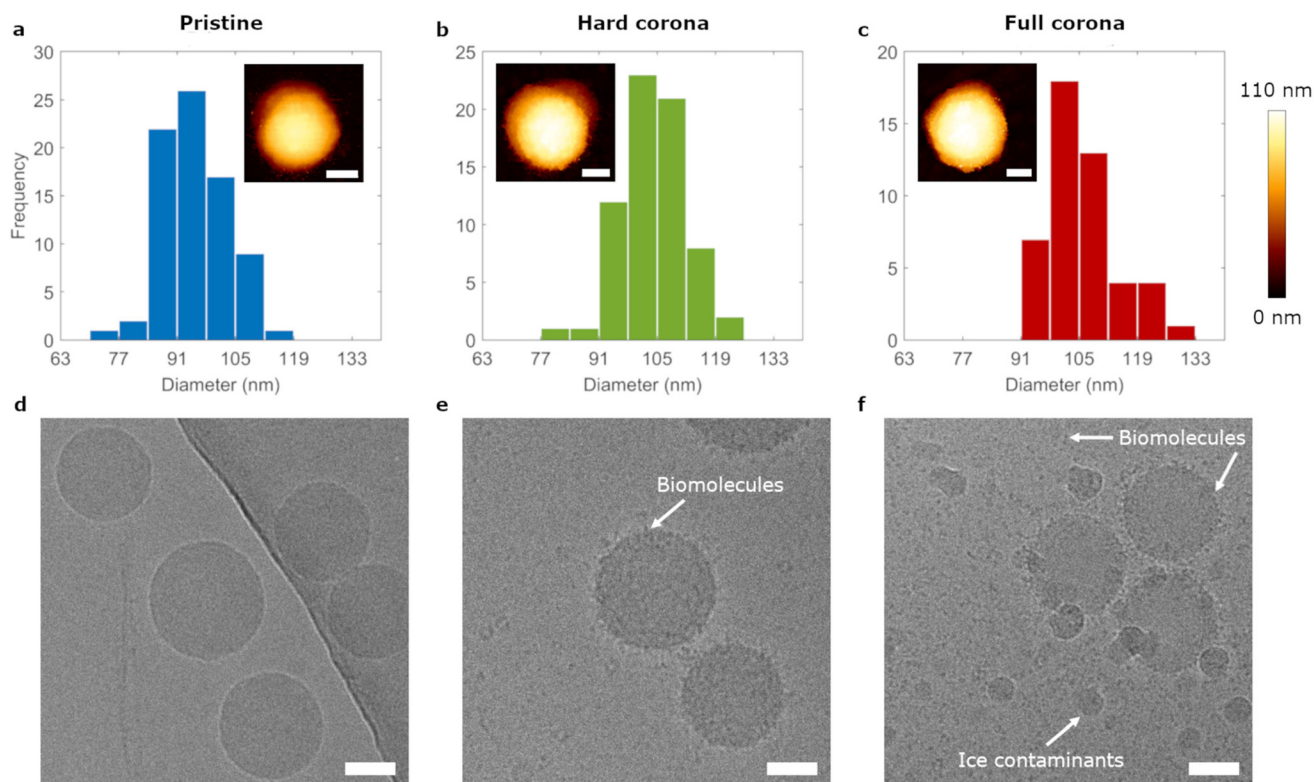 Pristine
Hard corona
Full corona
a
b
c
30
25
20
15
10
5
0
Frequency
63 77 91 105 119 133
Diameter (nm)
25
20
15
10
5
0
63 77 91 105 119 133
Diameter (nm)
20
15
10
5
0
63 77 91 105 119 133
Diameter (nm)
110 nm
0 nm
d
e
f
Biomolecules
Biomolecules
Ice contaminants